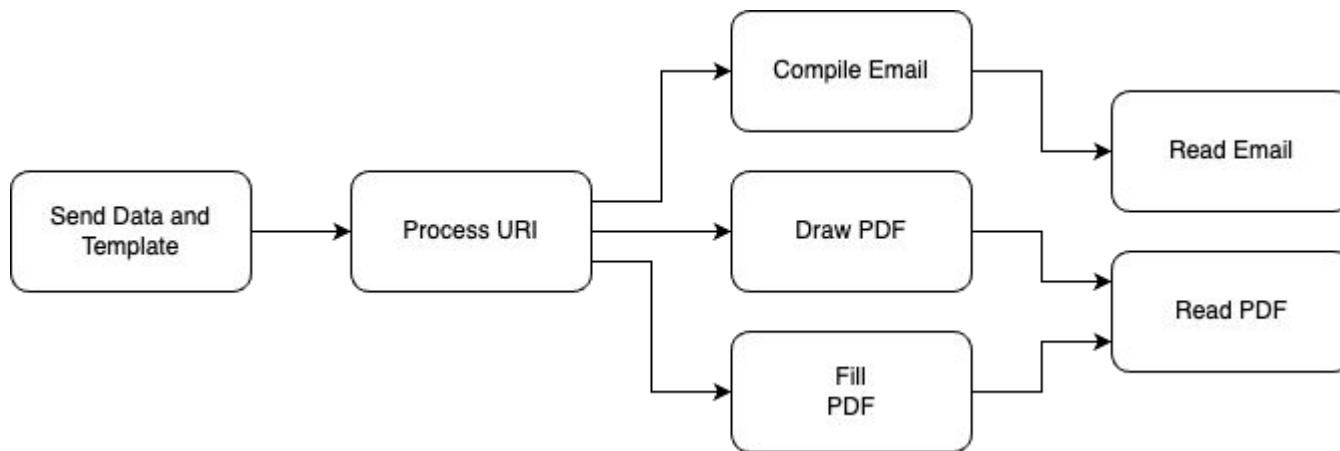 Send Data and
Template
Process URI
Compile Email
Draw PDF
Fill
PDF
Read Email
Read PDF